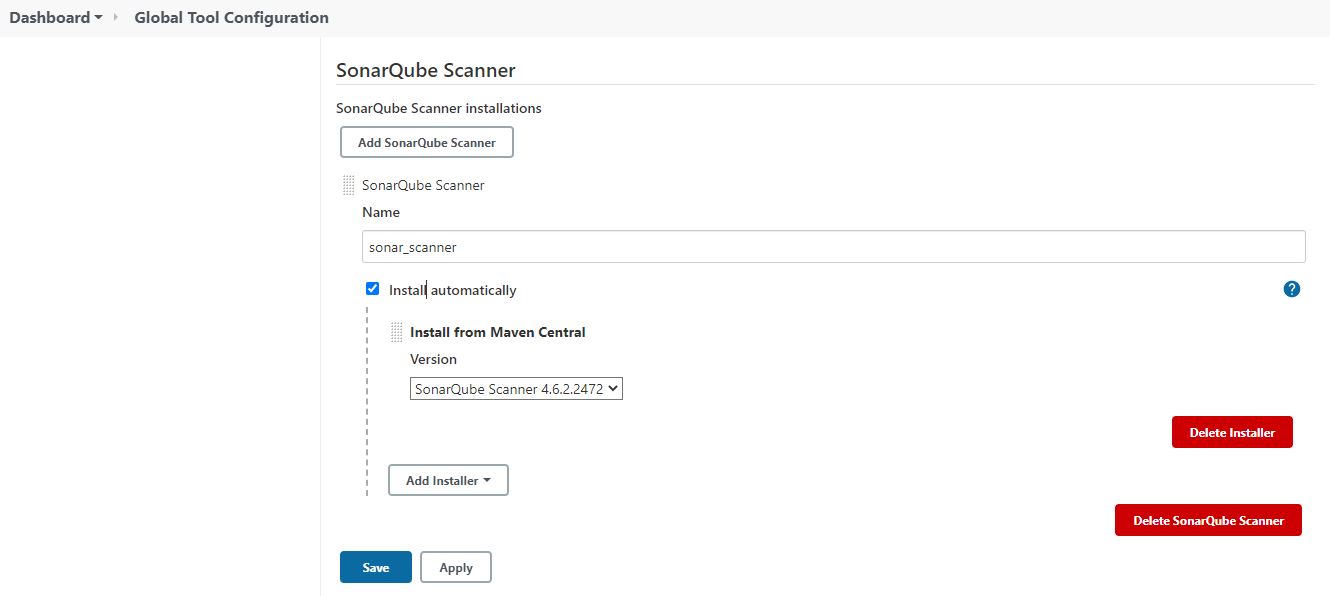 Dashboard Global Tool Configuration
SonarQube Scanner
SonarQube Scanner installations
Add SonarQube Scanner
SonarQube Scanner
Name
sonar_scanner
Install automatically
?
Install from Maven Central
Version
SonarQube Scanner 4.6.2.2472
Delete Installer
Add Installer
Delete SonarQube Scanner
Save Apply